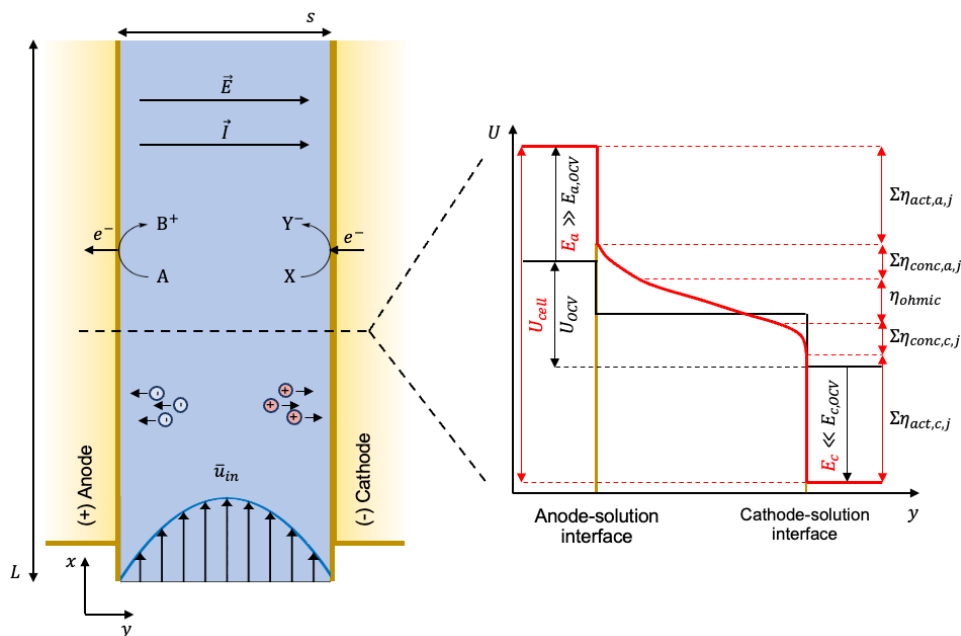 s
E⃗
I⃗
e⁻
B⁺
Y⁻
e⁻
A
X
(+) Anode
(-) Cathode
ū_in
L
x
y
U
E_a ≫ E_a,OCV
U_cell
U_OCV
E_c ≪ E_c,OCV
Ση_act,a,j
Ση_conc,a,j
η_ohmic
Ση_conc,c,j
Ση_act,c,j
y
Anode-solution
interface
Cathode-solution
interface
-
-
-
+
+
+